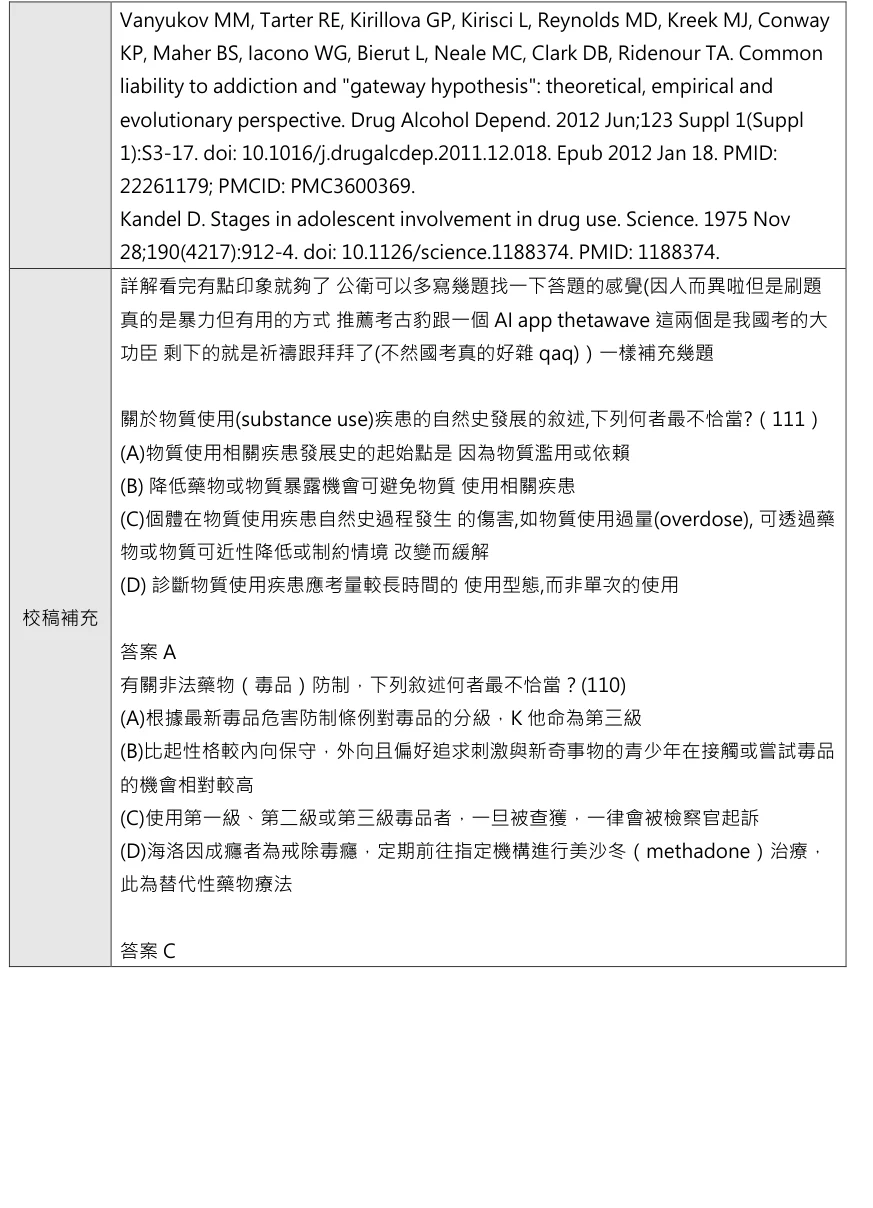 Vanyukov MM, Tarter RE, Kirillova GP, Kirisci L, Reynolds MD, Kreek MJ, Conway
KP, Maher BS, Iacono WG, Bierut L, Neale MC, Clark DB, Ridenour TA. Common
liability to addiction and "gateway hypothesis": theoretical, empirical and
evolutionary perspective. Drug Alcohol Depend. 2012 Jun;123 Suppl 1(Suppl
1):S3-17. doi: 10.1016/j.drugalcdep.2011.12.018. Epub 2012 Jan 18. PMID:
22261179; PMCID: PMC3600369.
Kandel D. Stages in adolescent involvement in drug use. Science. 1975 Nov
28;190(4217):912-4. doi: 10.1126/science.1188374. PMID: 1188374.
校稿補充
詳解看完有點印象就夠了 公衛可以多寫幾題找一下答題的感覺(因人而異啦但是刷題
真的是暴力但有用的方式 推薦考古豹跟一個 AI app thetawave 這兩個是我國考的大
功臣 剩下的就是祈禱跟拜拜了(不然國考真的好雜 qaq)）一樣補充幾題
關於物質使用(substance use)疾患的自然史發展的敘述,下列何者最不恰當?（111）
(A)物質使用相關疾患發展史的起始點是 因為物質濫用或依賴
(B) 降低藥物或物質暴露機會可避免物質 使用相關疾患
(C)個體在物質使用疾患自然史過程發生 的傷害,如物質使用過量(overdose), 可透過藥
物或物質可近性降低或制約情境 改變而緩解
(D) 診斷物質使用疾患應考量較長時間的 使用型態,而非單次的使用
答案 A
有關非法藥物（毒品）防制，下列敘述何者最不恰當？(110)
(A)根據最新毒品危害防制條例對毒品的分級，K 他命為第三級
(B)比起性格較內向保守，外向且偏好追求刺激與新奇事物的青少年在接觸或嘗試毒品
的機會相對較高
(C)使用第一級、第二級或第三級毒品者，一旦被查獲，一律會被檢察官起訴
(D)海洛因成癮者為戒除毒癮，定期前往指定機構進行美沙冬（methadone）治療，
此為替代性藥物療法
答案 C